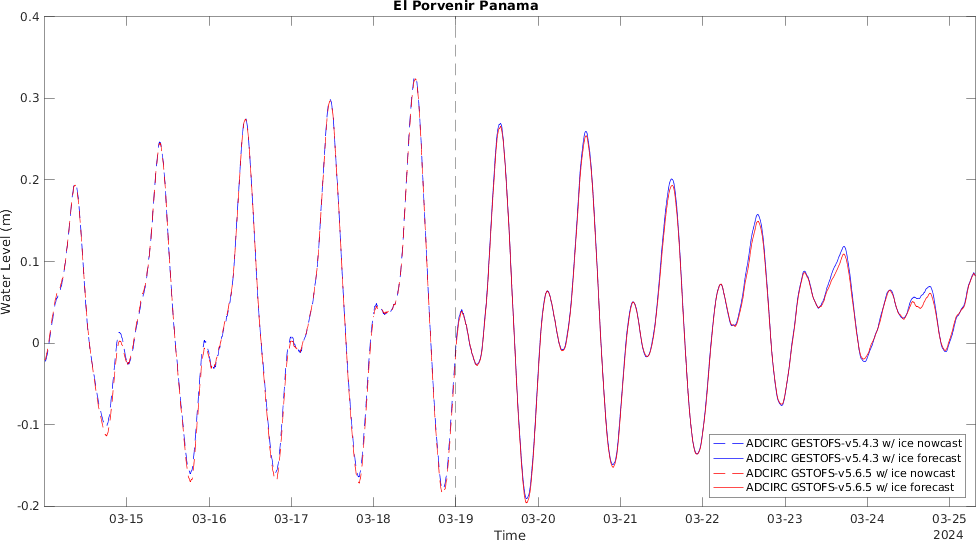 El Porvenir Panama
0.4
0.3
0.2
0.1
0
-0.1
-0.2
Water Level (m)
03-15 03-16 03-17 03-18 03-19 03-20 03-21 03-22 03-23 03-24 03-25
2024
Time
ADCIRC GESTOFS-v5.4.3 w/ ice nowcast
ADCIRC GESTOFS-v5.4.3 w/ ice forecast
ADCIRC GSTOFS-v5.6.5 w/ ice nowcast
ADCIRC GSTOFS-v5.6.5 w/ ice forecast